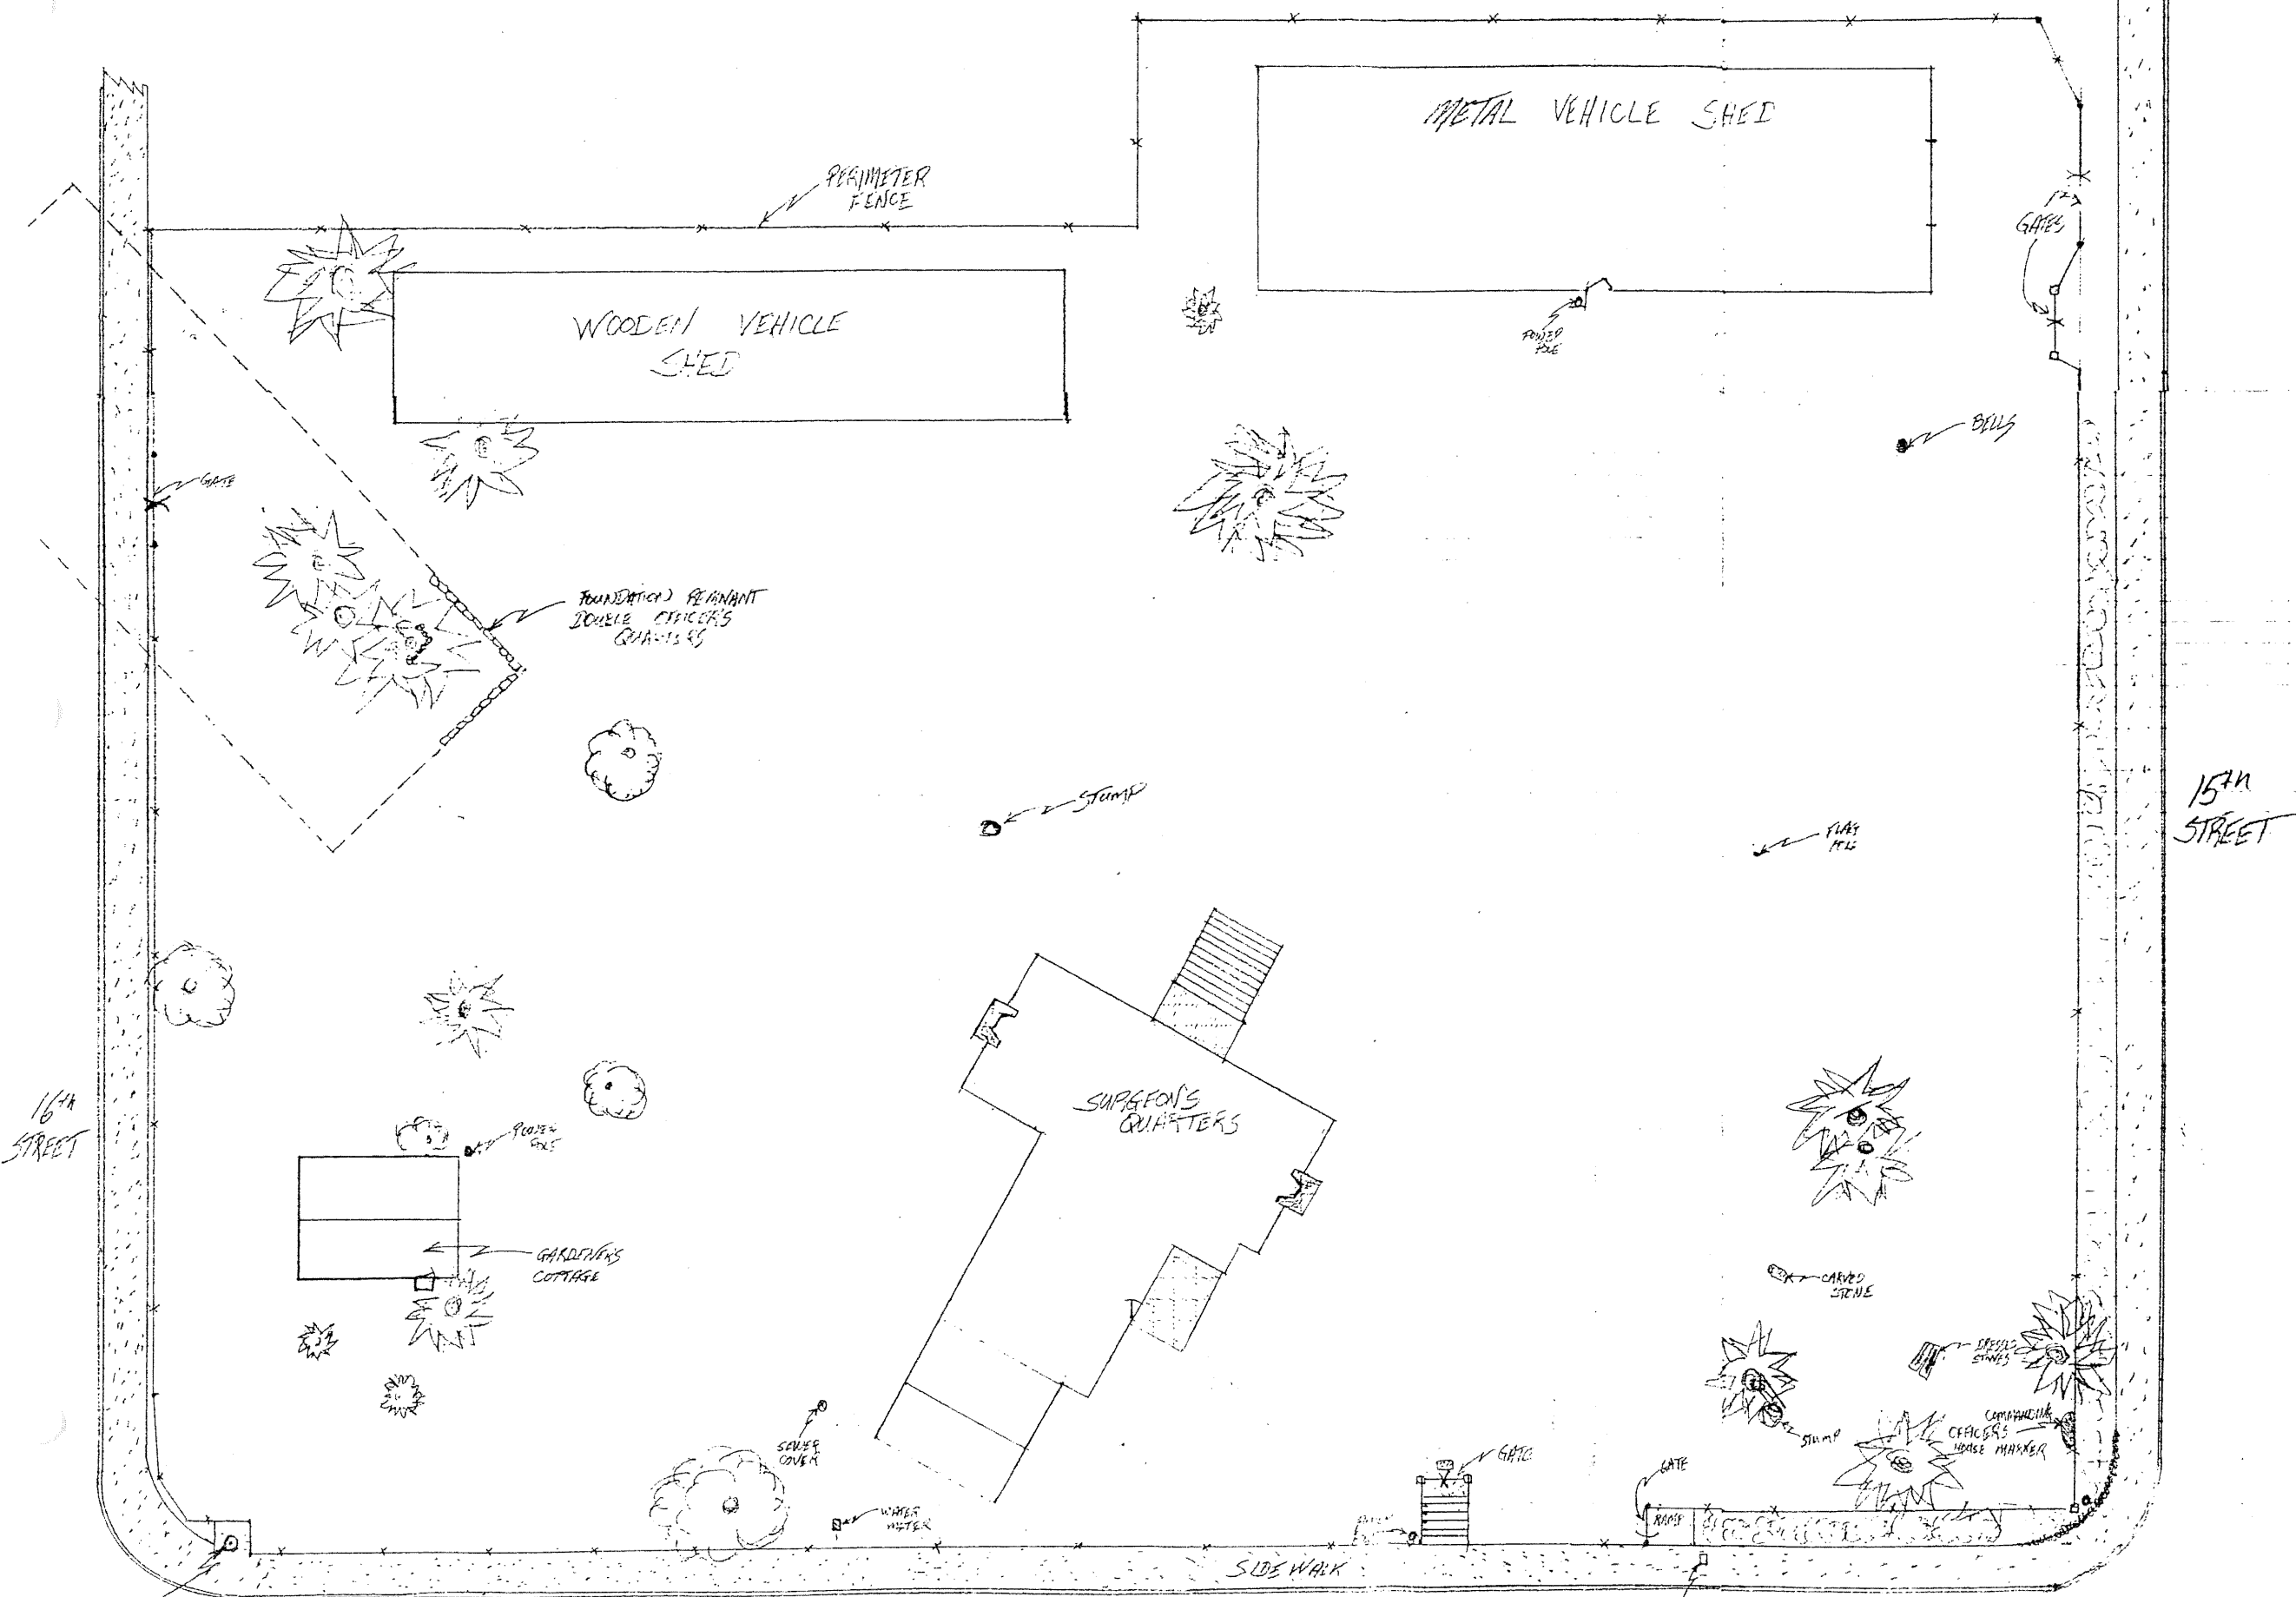 METAL VEHICLE SHED
PERIMETER
FENCE
GATES
WOODEN VEHICLE
SHED
POWER
POLE
BELLS
GATE
FOUNDATION REMNANT
DOUBLE OFFICER'S
QUARTERS
STUMP
15th
STREET
FLAG
POLE
SURGEON'S
QUARTERS
16th
STREET
POWER
POLE
GARDENER'S
COTTAGE
CARVED
STONE
STONES
COMMANDING
OFFICERS
HOUSE MARKER
STUMP
SEWER
COVER
GATE
GATE
WATER
METER
RAMP
SIDEWALK